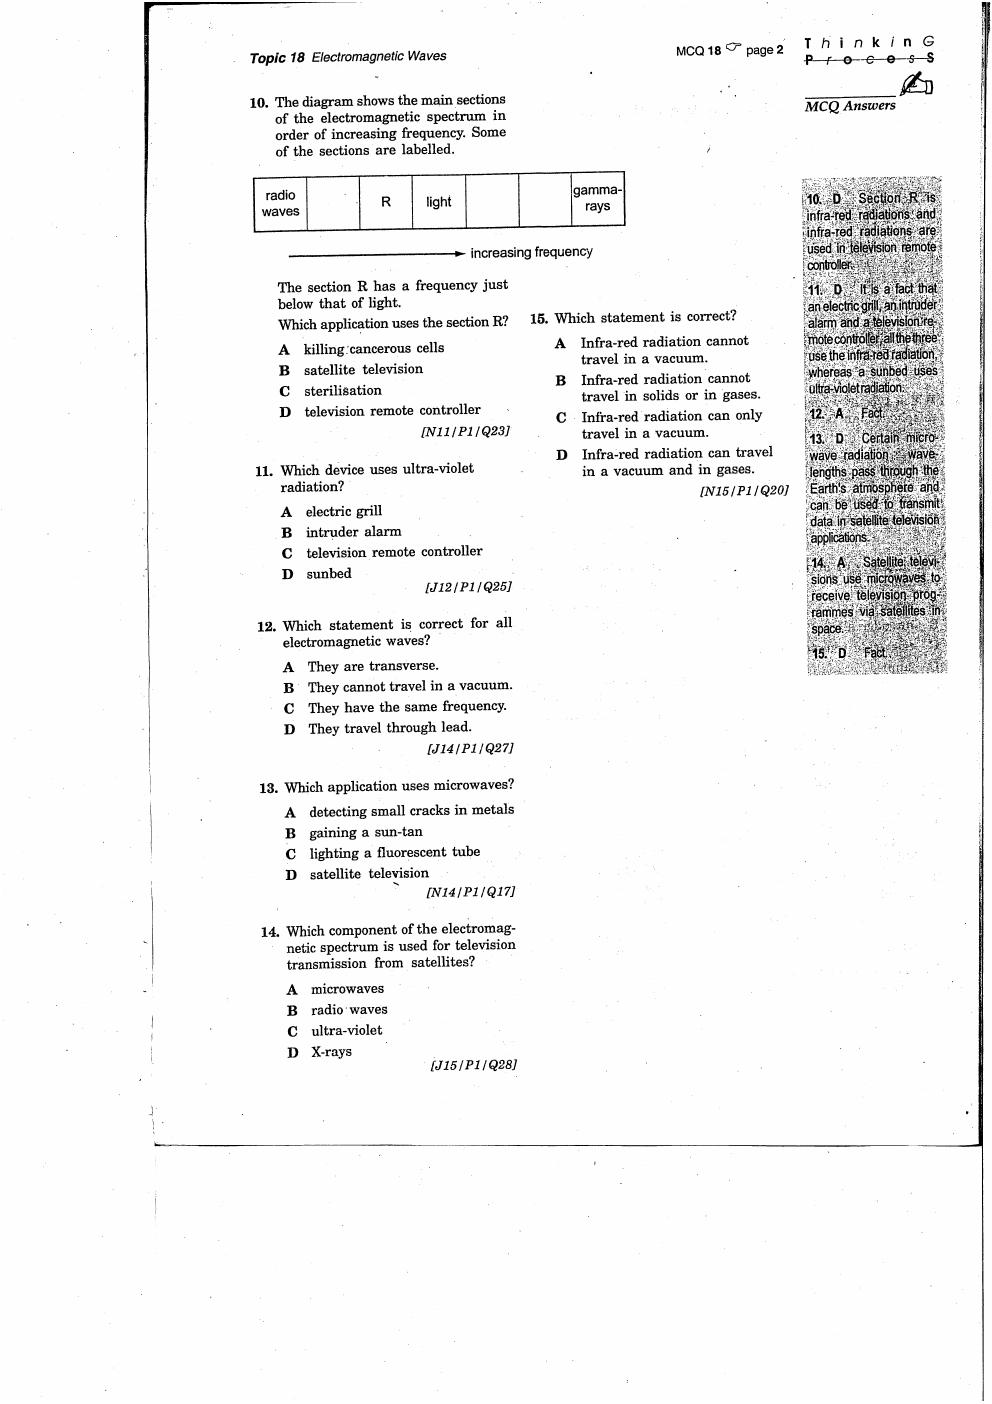 Topic 18 Electromagnetic Waves
MCQ 18 ☞ page 2
ThinkinG
ProcesS
MCQ Answers
10. The diagram shows the main sections
of the electromagnetic spectrum in
order of increasing frequency. Some
of the sections are labelled.
radio
waves
R
light
gamma-
rays
increasing frequency
The section R has a frequency just
below that of light.
Which application uses the section R?
A killing cancerous cells
B satellite television
C sterilisation
D television remote controller
[N11/P1/Q23]
11. Which device uses ultra-violet
radiation?
A electric grill
B intruder alarm
C television remote controller
D sunbed
[J12/P1/Q25]
12. Which statement is correct for all
electromagnetic waves?
A They are transverse.
B They cannot travel in a vacuum.
C They have the same frequency.
D They travel through lead.
[J14/P1/Q27]
13. Which application uses microwaves?
A detecting small cracks in metals
B gaining a sun-tan
C lighting a fluorescent tube
D satellite television
[N14/P1/Q17]
14. Which component of the electromag-
netic spectrum is used for television
transmission from satellites?
A microwaves
B radio waves
C ultra-violet
D X-rays
[J15/P1/Q28]
15. Which statement is correct?
A Infra-red radiation cannot
travel in a vacuum.
B Infra-red radiation cannot
travel in solids or in gases.
C Infra-red radiation can only
travel in a vacuum.
D Infra-red radiation can travel
in a vacuum and in gases.
[N15/P1/Q20]
10. D Section R is
infra-red radiations and
infra-red radiations are
used in television remote
controller.
11. D It is a fact that
an electric grill, an intruder
alarm and a television re-
mote controller, all the three
use the infra-red radiation,
whereas a sunbed uses
ultra-violet radiation.
12. A Fact.
13. D Certain micro-
wave radiation wave-
lengths pass through the
Earth's atmosphere and
can be used to transmit
data in satellite television
applications.
14. A Satellite televi-
sions use microwaves to
receive television prog-
rammes via satellites in
space.
15. D Fact.